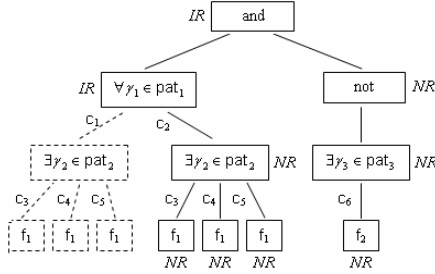 IR and
IR ∀γ₁ ∈ pat₁ not NR
c₁ c₂
∃γ₂ ∈ pat₂ ∃γ₂ ∈ pat₂ NR ∃γ₃ ∈ pat₃ NR
c₃ c₄ c₅ c₃ c₄ c₅ c₆
f₁ f₁ f₁ f₁ f₁ f₁ f₂
NR NR NR NR